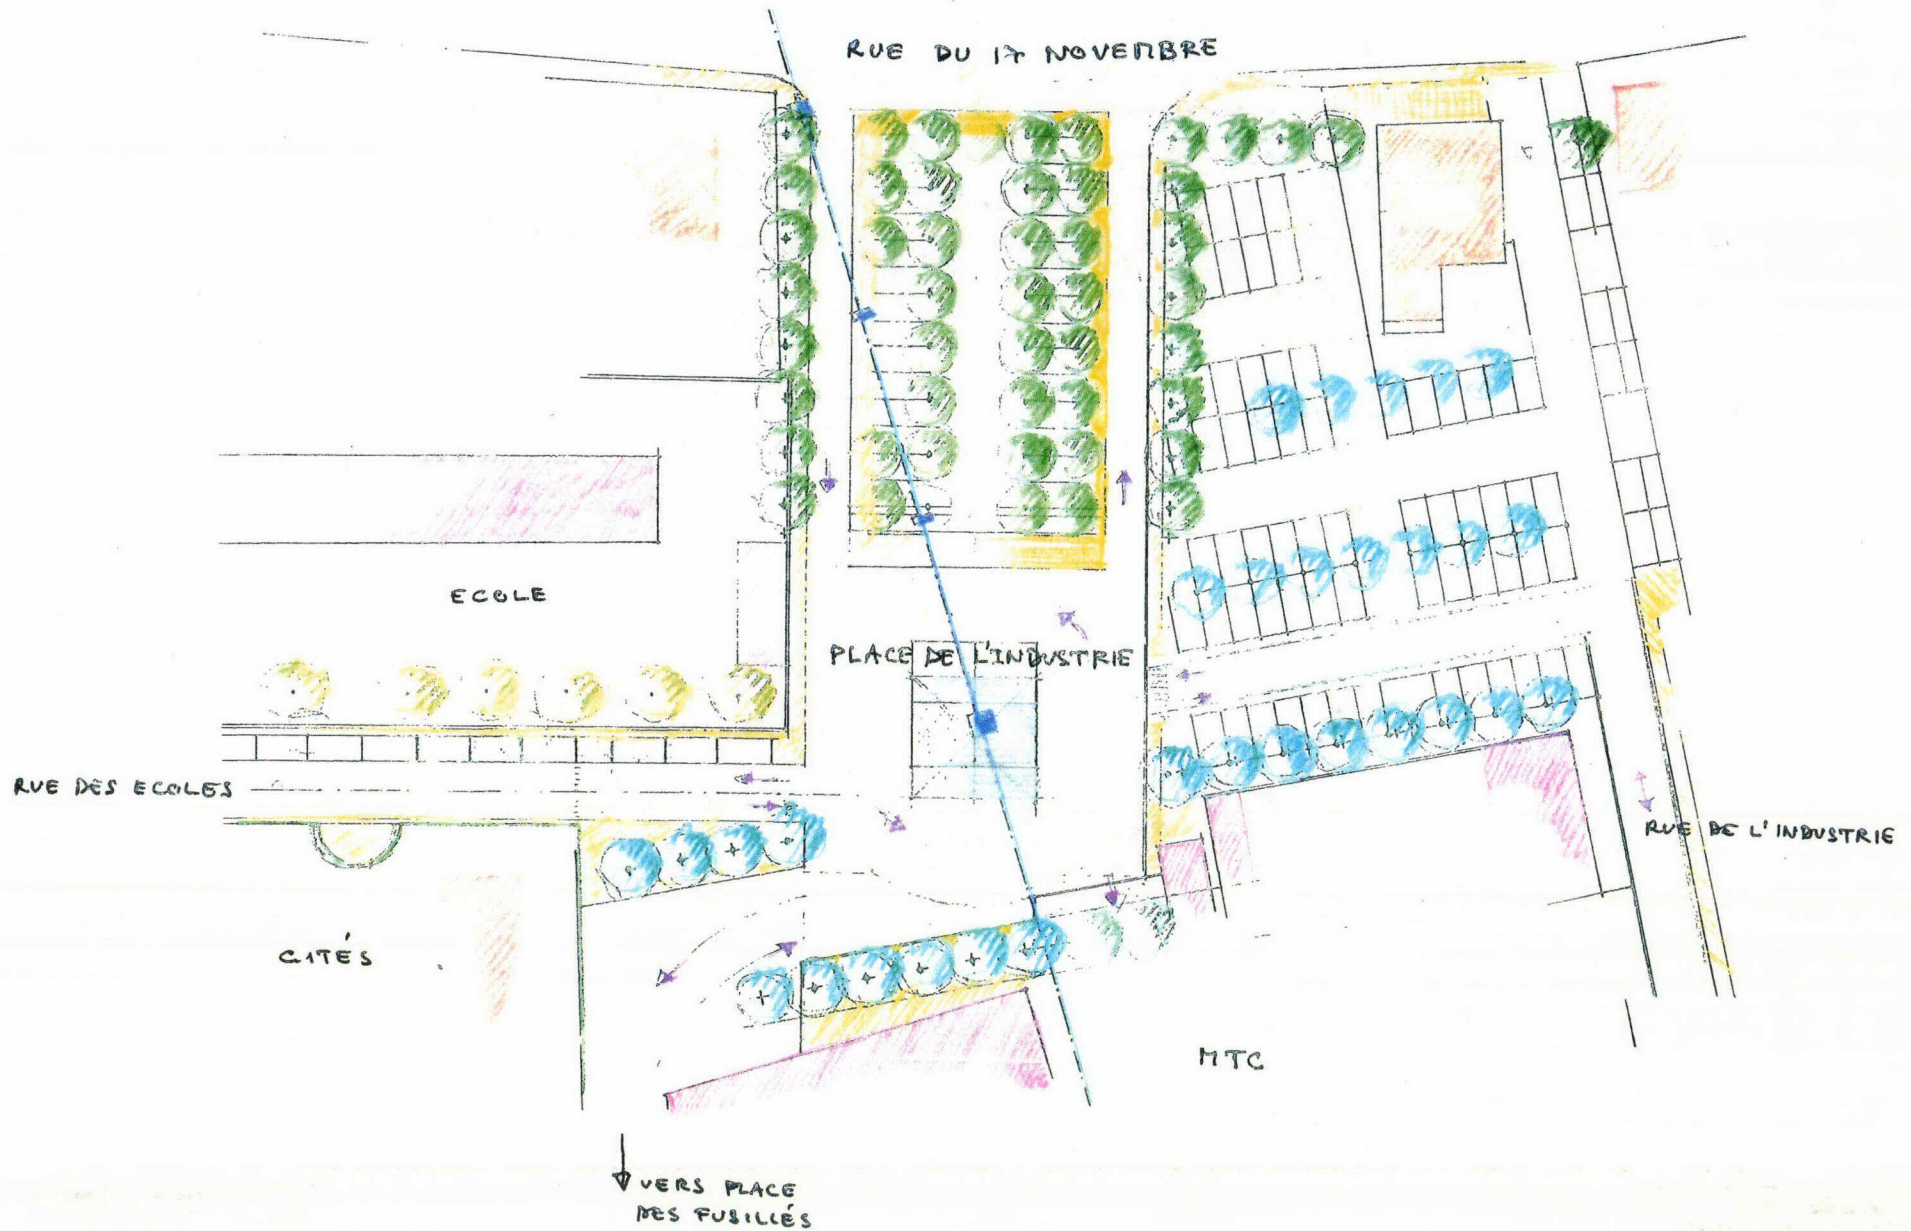 RUE DU 17 NOVEMBRE
ECOLE
PLACE DE L'INDUSTRIE
RUE DES ECOLES
RUE DE L'INDUSTRIE
CITÉS
MTC
VERS PLACE
DES FUSILLÉS